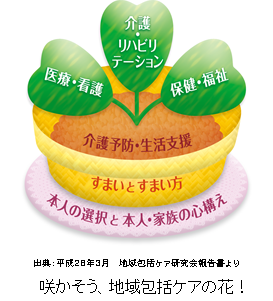 介護
・
リハビリ
テーション
医療・看護
保健・福祉
介護予防・生活支援
すまいとすまい方
本人の選択と本人・家族の心構え
出典：平成28年3月　地域包括ケア研究会報告書より
咲かそう、地域包括ケアの花！